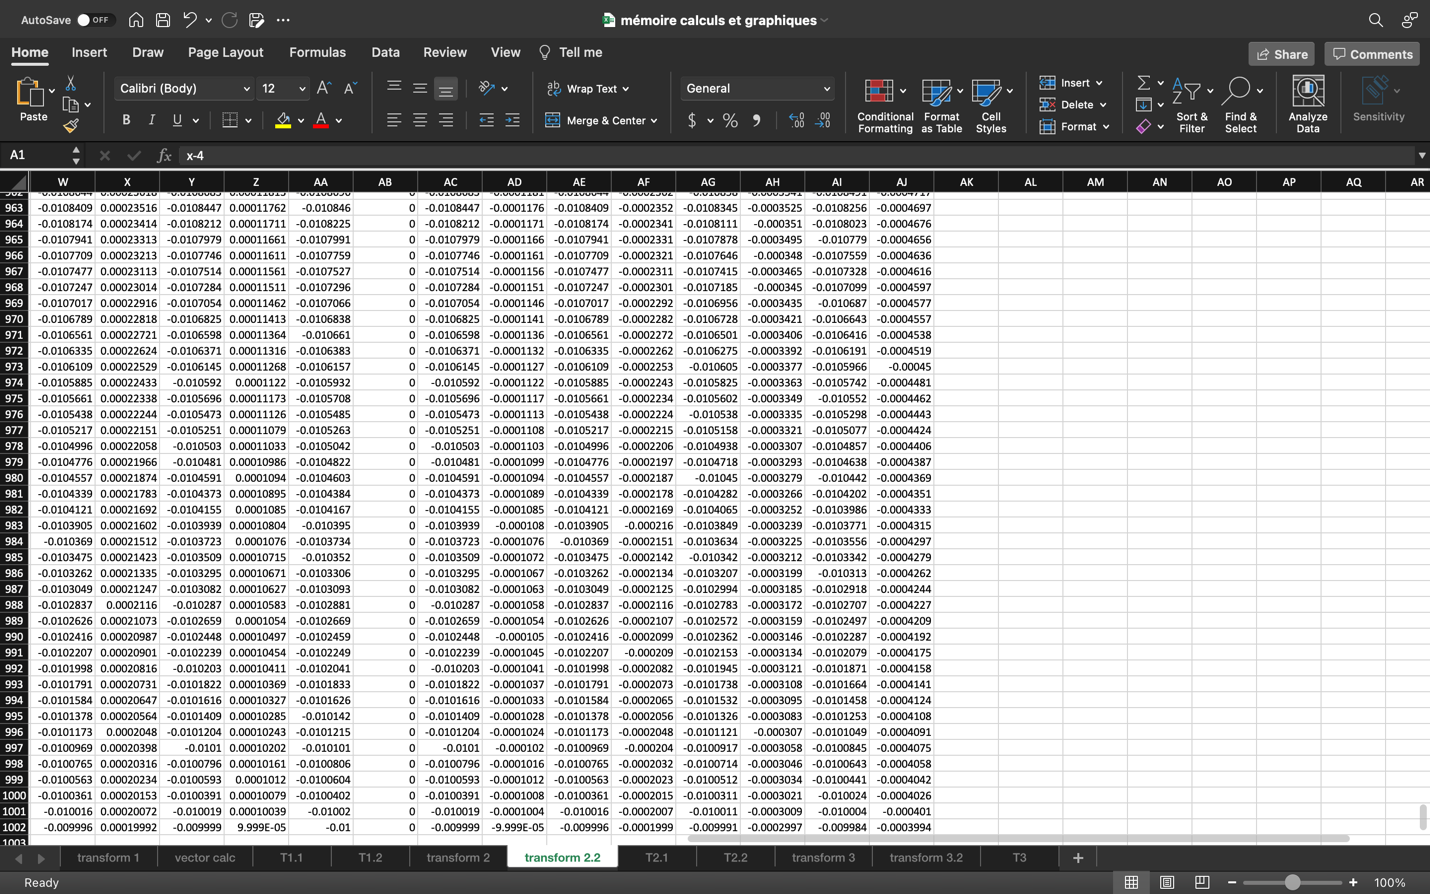 AutoSave OFF mémoire calculs et graphiques
Home Insert Draw Page Layout Formulas Data Review View Tell me Share Comments
Paste Calibri (Body) 12 Wrap Text General Insert
B I U Merge & Center $ % Conditional Formatting Format as Table Cell Styles Delete Format Sort & Filter Find & Select Analyze Data Sensitivity
A1 fx x-4
W X Y Z AA AB AC AD AE AF AG AH AI AJ AK AL AM AN AO AP AQ AR
963 -0.0108409 0.00023516 -0.0108447 0.00011762 -0.010846 0 -0.0108447 -0.0001176 -0.0108409 -0.0002352 -0.0108345 -0.0003525 -0.0108256 -0.0004697
964 -0.0108174 0.00023414 -0.0108212 0.00011711 -0.0108225 0 -0.0108212 -0.0001171 -0.0108174 -0.0002341 -0.0108111 -0.000351 -0.0108023 -0.0004676
965 -0.0107941 0.00023313 -0.0107979 0.00011661 -0.0107991 0 -0.0107979 -0.0001166 -0.0107941 -0.0002331 -0.0107878 -0.0003495 -0.010779 -0.0004656
966 -0.0107709 0.00023213 -0.0107746 0.00011611 -0.0107759 0 -0.0107746 -0.0001161 -0.0107709 -0.0002321 -0.0107646 -0.000348 -0.0107559 -0.0004636
967 -0.0107477 0.00023113 -0.0107514 0.00011561 -0.0107527 0 -0.0107514 -0.0001156 -0.0107477 -0.0002311 -0.0107415 -0.0003465 -0.0107328 -0.0004616
968 -0.0107247 0.00023014 -0.0107284 0.00011511 -0.0107296 0 -0.0107284 -0.0001151 -0.0107247 -0.0002301 -0.0107185 -0.000345 -0.0107099 -0.0004597
969 -0.0107017 0.00022916 -0.0107054 0.00011462 -0.0107066 0 -0.0107054 -0.0001146 -0.0107017 -0.0002292 -0.0106956 -0.0003435 -0.010687 -0.0004577
970 -0.0106789 0.00022818 -0.0106825 0.00011413 -0.0106838 0 -0.0106825 -0.0001141 -0.0106789 -0.0002282 -0.0106728 -0.0003421 -0.0106643 -0.0004557
971 -0.0106561 0.00022721 -0.0106598 0.00011364 -0.010661 0 -0.0106598 -0.0001136 -0.0106561 -0.0002272 -0.0106501 -0.0003406 -0.0106416 -0.0004538
972 -0.0106335 0.00022624 -0.0106371 0.00011316 -0.0106383 0 -0.0106371 -0.0001132 -0.0106335 -0.0002262 -0.0106275 -0.0003392 -0.0106191 -0.0004519
973 -0.0106109 0.00022529 -0.0106145 0.00011268 -0.0106157 0 -0.0106145 -0.0001127 -0.0106109 -0.0002253 -0.010605 -0.0003377 -0.0105966 -0.00045
974 -0.0105885 0.00022433 -0.010592 0.0001122 -0.0105932 0 -0.010592 -0.0001122 -0.0105885 -0.0002243 -0.0105825 -0.0003363 -0.0105742 -0.0004481
975 -0.0105661 0.00022338 -0.0105696 0.00011173 -0.0105708 0 -0.0105696 -0.0001117 -0.0105661 -0.0002234 -0.0105602 -0.0003349 -0.010552 -0.0004462
976 -0.0105438 0.00022244 -0.0105473 0.00011126 -0.0105485 0 -0.0105473 -0.0001113 -0.0105438 -0.0002224 -0.010538 -0.0003335 -0.0105298 -0.0004443
977 -0.0105217 0.00022151 -0.0105251 0.00011079 -0.0105263 0 -0.0105251 -0.0001108 -0.0105217 -0.0002215 -0.0105158 -0.0003321 -0.0105077 -0.0004424
978 -0.0104996 0.00022058 -0.010503 0.00011033 -0.0105042 0 -0.010503 -0.0001103 -0.0104996 -0.0002206 -0.0104938 -0.0003307 -0.0104857 -0.0004406
979 -0.0104776 0.00021966 -0.010481 0.00010986 -0.0104822 0 -0.010481 -0.0001099 -0.0104776 -0.0002197 -0.0104718 -0.0003293 -0.0104638 -0.0004387
980 -0.0104557 0.00021874 -0.0104591 0.0001094 -0.0104603 0 -0.0104591 -0.0001094 -0.0104557 -0.0002187 -0.01045 -0.0003279 -0.010442 -0.0004369
981 -0.0104339 0.00021783 -0.0104373 0.00010895 -0.0104384 0 -0.0104373 -0.0001089 -0.0104339 -0.0002178 -0.0104282 -0.0003266 -0.0104202 -0.0004351
982 -0.0104121 0.00021692 -0.0104155 0.0001085 -0.0104167 0 -0.0104155 -0.0001085 -0.0104121 -0.0002169 -0.0104065 -0.0003252 -0.0103986 -0.0004333
983 -0.0103905 0.00021602 -0.0103939 0.00010804 -0.010395 0 -0.0103939 -0.000108 -0.0103905 -0.000216 -0.0103849 -0.0003239 -0.0103771 -0.0004315
984 -0.010369 0.00021512 -0.0103723 0.0001076 -0.0103734 0 -0.0103723 -0.0001076 -0.010369 -0.0002151 -0.0103634 -0.0003225 -0.0103556 -0.0004297
985 -0.0103475 0.00021423 -0.0103509 0.00010715 -0.010352 0 -0.0103509 -0.0001072 -0.0103475 -0.0002142 -0.010342 -0.0003212 -0.0103342 -0.0004279
986 -0.0103262 0.00021335 -0.0103295 0.00010671 -0.0103306 0 -0.0103295 -0.0001067 -0.0103262 -0.0002134 -0.0103207 -0.0003199 -0.010313 -0.0004262
987 -0.0103049 0.00021247 -0.0103082 0.00010627 -0.0103093 0 -0.0103082 -0.0001063 -0.0103049 -0.0002125 -0.0102994 -0.0003185 -0.0102918 -0.0004244
988 -0.0102837 0.0002116 -0.010287 0.00010583 -0.0102881 0 -0.010287 -0.0001058 -0.0102837 -0.0002116 -0.0102783 -0.0003172 -0.0102707 -0.0004227
989 -0.0102626 0.00021073 -0.0102659 0.0001054 -0.0102669 0 -0.0102659 -0.0001054 -0.0102626 -0.0002107 -0.0102572 -0.0003159 -0.0102497 -0.0004209
990 -0.0102416 0.00020987 -0.0102448 0.00010497 -0.0102459 0 -0.0102448 -0.000105 -0.0102416 -0.0002099 -0.0102362 -0.0003146 -0.0102287 -0.0004192
991 -0.0102207 0.00020901 -0.0102239 0.00010454 -0.0102249 0 -0.0102239 -0.0001045 -0.0102207 -0.000209 -0.0102153 -0.0003134 -0.0102079 -0.0004175
992 -0.0101998 0.00020816 -0.010203 0.00010411 -0.0102041 0 -0.010203 -0.0001041 -0.0101998 -0.0002082 -0.0101945 -0.0003121 -0.0101871 -0.0004158
993 -0.0101791 0.00020731 -0.0101822 0.00010369 -0.0101833 0 -0.0101822 -0.0001037 -0.0101791 -0.0002073 -0.0101738 -0.0003108 -0.0101664 -0.0004141
994 -0.0101584 0.00020647 -0.0101616 0.00010327 -0.0101626 0 -0.0101616 -0.0001033 -0.0101584 -0.0002065 -0.0101532 -0.0003095 -0.0101458 -0.0004124
995 -0.0101378 0.00020564 -0.0101409 0.00010285 -0.010142 0 -0.0101409 -0.0001028 -0.0101378 -0.0002056 -0.0101326 -0.0003083 -0.0101253 -0.0004108
996 -0.0101173 0.0002048 -0.0101204 0.00010243 -0.0101215 0 -0.0101204 -0.0001024 -0.0101173 -0.0002048 -0.0101121 -0.000307 -0.0101049 -0.0004091
997 -0.0100969 0.00020398 -0.0101 0.00010202 -0.010101 0 -0.0101 -0.000102 -0.0100969 -0.000204 -0.0100917 -0.0003058 -0.0100845 -0.0004075
998 -0.0100765 0.00020316 -0.0100796 0.00010161 -0.0100806 0 -0.0100796 -0.0001016 -0.0100765 -0.0002032 -0.0100714 -0.0003046 -0.0100643 -0.0004058
999 -0.0100563 0.00020234 -0.0100593 0.0001012 -0.0100604 0 -0.0100593 -0.0001012 -0.0100563 -0.0002023 -0.0100512 -0.0003034 -0.0100441 -0.0004042
1000 -0.0100361 0.00020153 -0.0100391 0.00010079 -0.0100402 0 -0.0100391 -0.0001008 -0.0100361 -0.0002015 -0.0100311 -0.0003021 -0.010024 -0.0004026
1001 -0.010016 0.00020072 -0.010019 0.00010039 -0.01002 0 -0.010019 -0.0001004 -0.010016 -0.0002007 -0.010011 -0.0003009 -0.010004 -0.000401
1002 -0.009996 0.00019992 -0.009999 9.999E-05 -0.01 0 -0.009999 -9.999E-05 -0.009996 -0.0001999 -0.009991 -0.0002997 -0.009984 -0.0003994
1003
transform 1 vector calc T1.1 T1.2 transform 2 transform 2.2 T2.1 T2.2 transform 3 transform 3.2 T3 +
Ready 100%